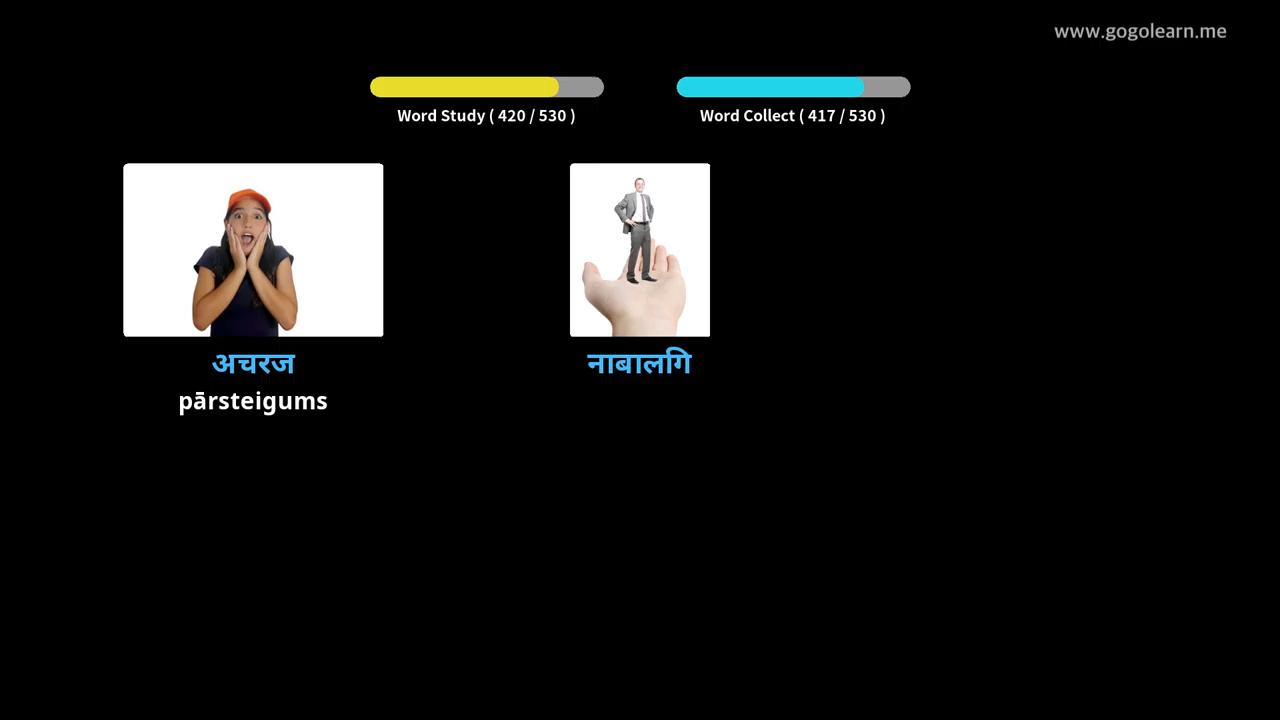 www.gogolearn.me
Word Study ( 420 / 530 )
Word Collect ( 417 / 530 )
अचरज
pārsteigums
नाबालगि